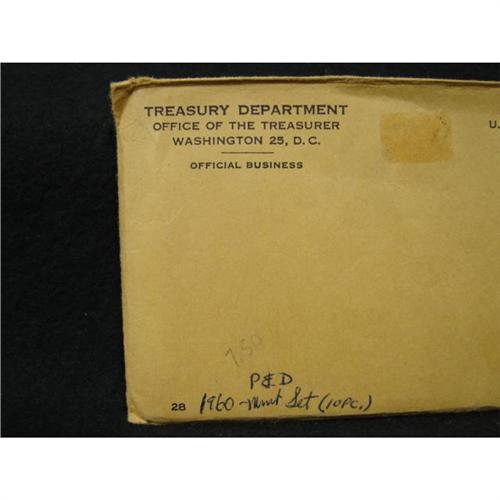 TREASURY DEPARTMENT
OFFICE OF THE TREASURER
WASHINGTON 25, D. C.
OFFICIAL BUSINESS
U.
7.50
P&D
28 1960 - Mint Set (10PC.)